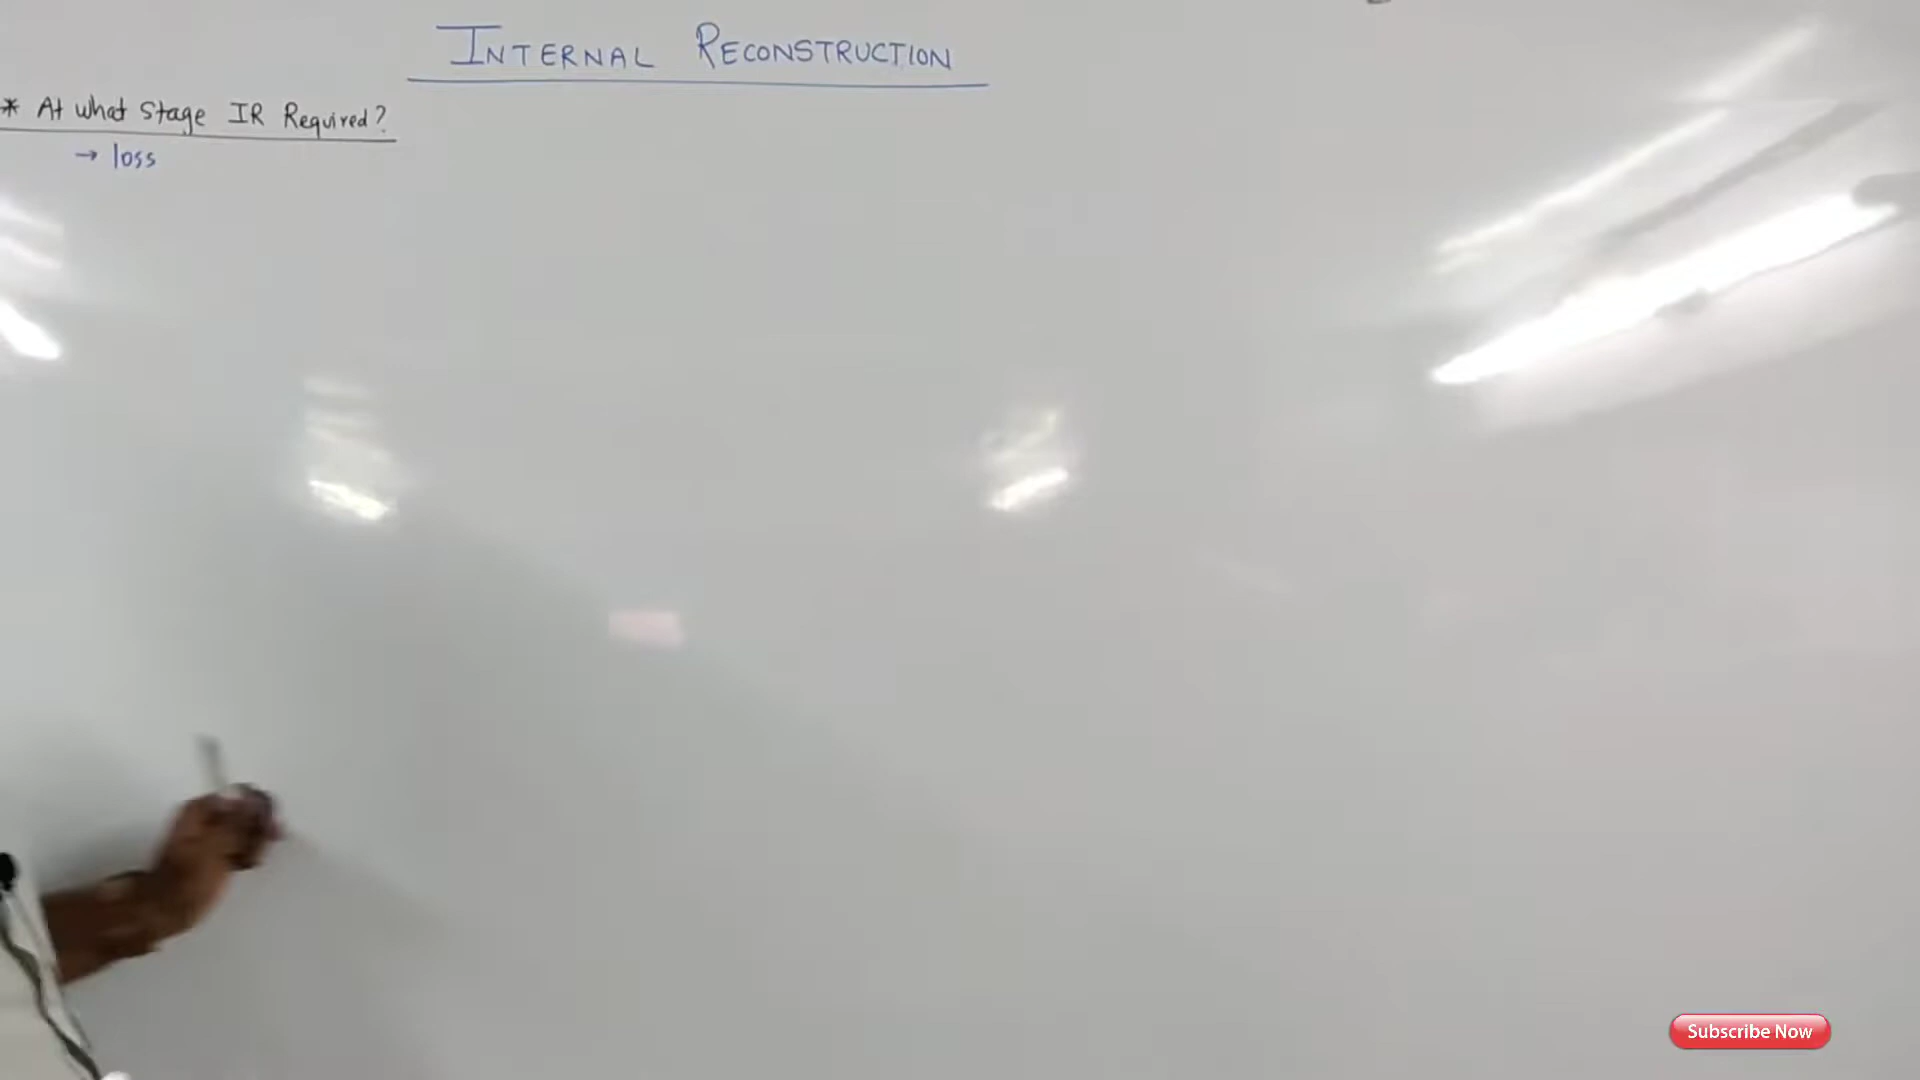 INTERNAL RECONSTRUCTION
* At what Stage IR Required?
→ loss
Subscribe Now